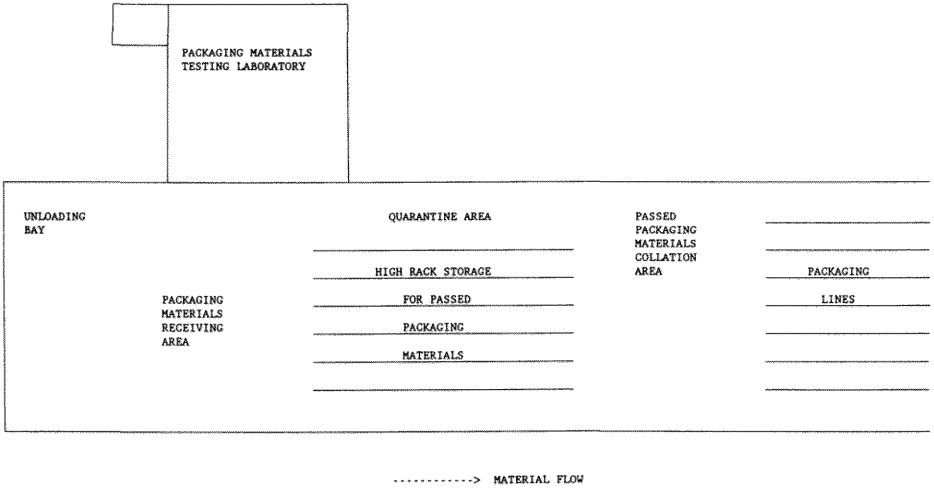 PACKAGING MATERIALS
TESTING LABORATORY
UNLOADING
BAY
PACKAGING
MATERIALS
RECEIVING
AREA
QUARANTINE AREA
HIGH RACK STORAGE
FOR PASSED
PACKAGING
MATERIALS
PASSED
PACKAGING
MATERIALS
COLLATION
AREA
PACKAGING
LINES
------------> MATERIAL FLOW